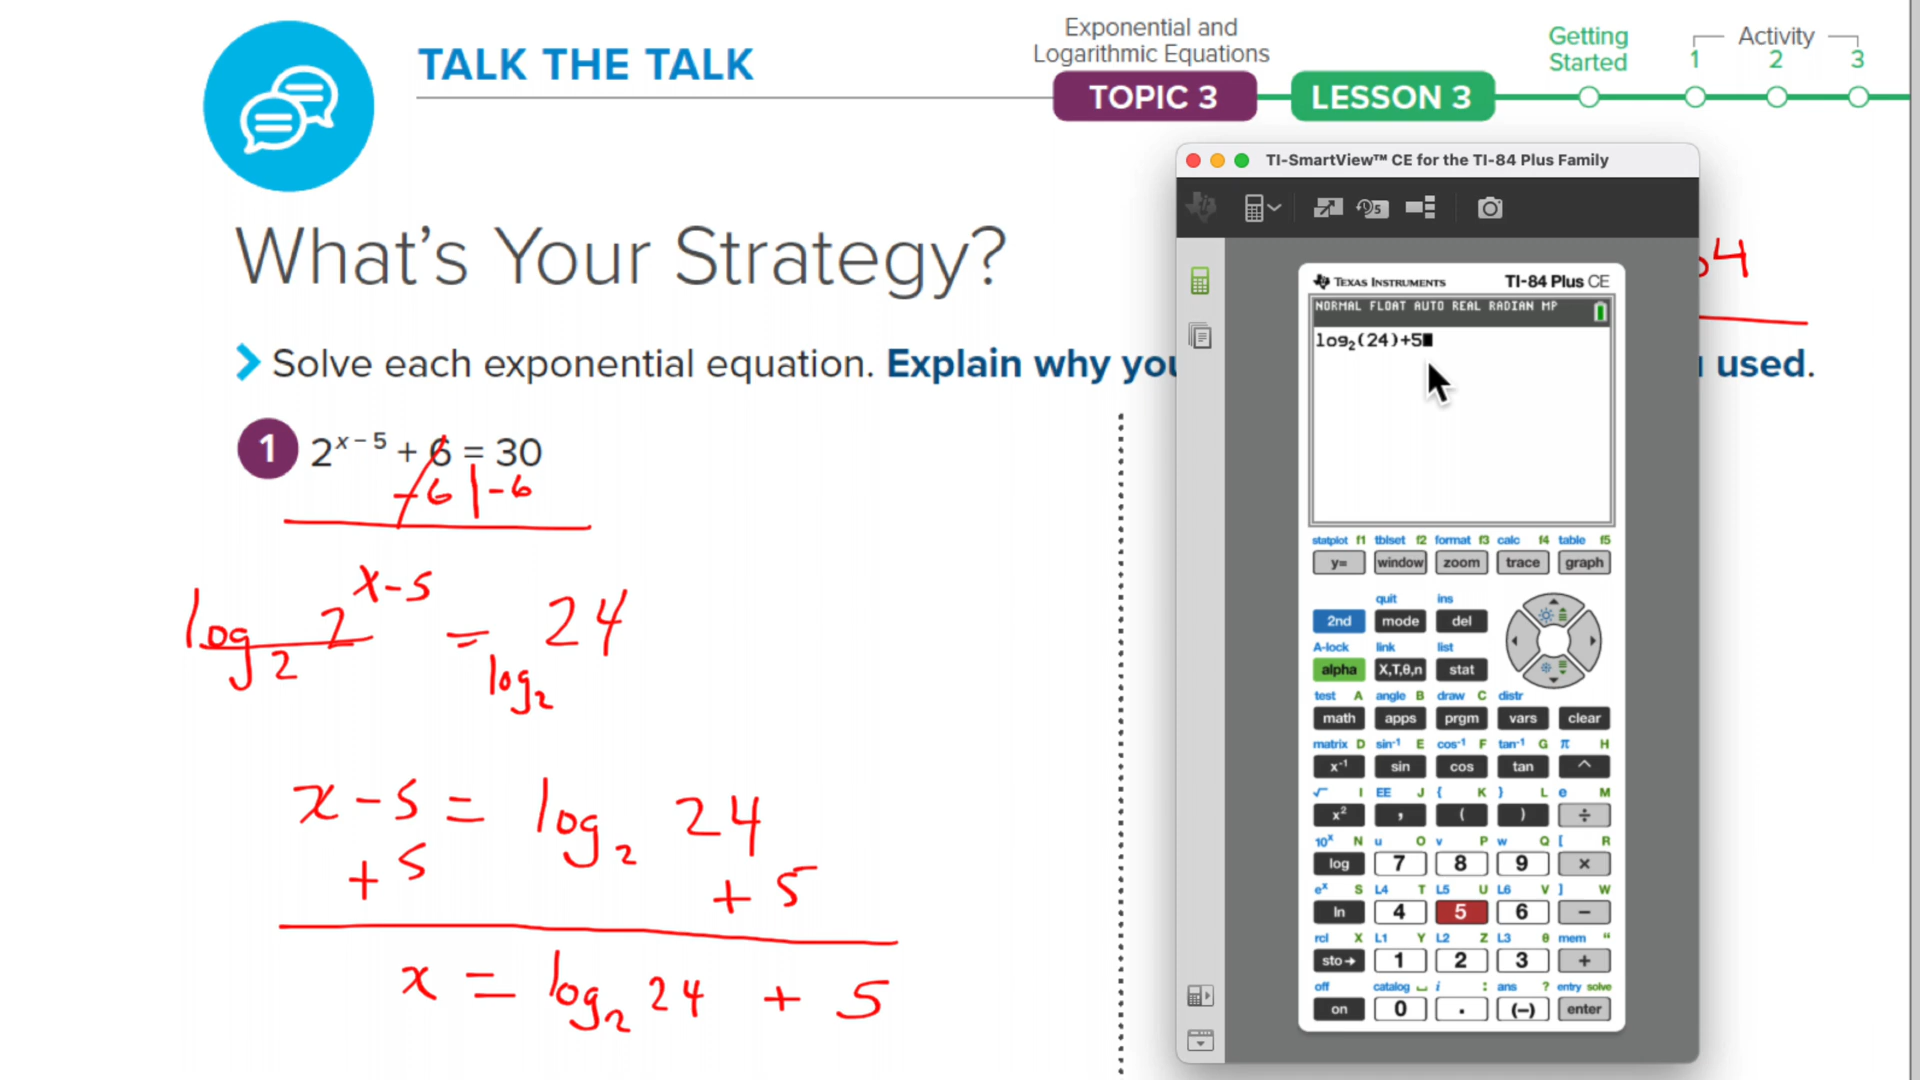 TALK THE TALK
Exponential and
Logarithmic Equations
TOPIC 3
LESSON 3
Getting
Started
Activity
1 2 3
What's Your Strategy?
Solve each exponential equation. Explain why you
used.
1 2^{x – 5} + 6 = 30
-6 | -6
log_2 2^{x-5} = log_2 24
x-5 = log_2 24
+5 +5
x = log_2 24 + 5
4
TI-SmartView™ CE for the TI-84 Plus Family
TEXAS INSTRUMENTS TI-84 Plus CE
NORMAL FLOAT AUTO REAL RADIAN MP
log₂(24)+5
statplot f1 tblset f2 format f3 calc f4 table f5
y= window zoom trace graph
quit ins
2nd mode del
A-lock link list
alpha X,T,θ,n stat
test A angle B draw C distr
math apps prgm vars clear
matrix D sin⁻¹ E cos⁻¹ F tan⁻¹ G π H
x⁻¹ sin cos tan ^
√ I EE J { K } L e M
x² , ( ) ÷
10ˣ N u O v P w Q [ R
log 7 8 9 ×
eˣ S L4 T L5 U L6 V ] W
ln 4 5 6 −
rcl X L1 Y L2 Z L3 θ mem "
sto→ 1 2 3 +
off catalog ⎵ i : ans ? entry solve
on 0 . (−) enter